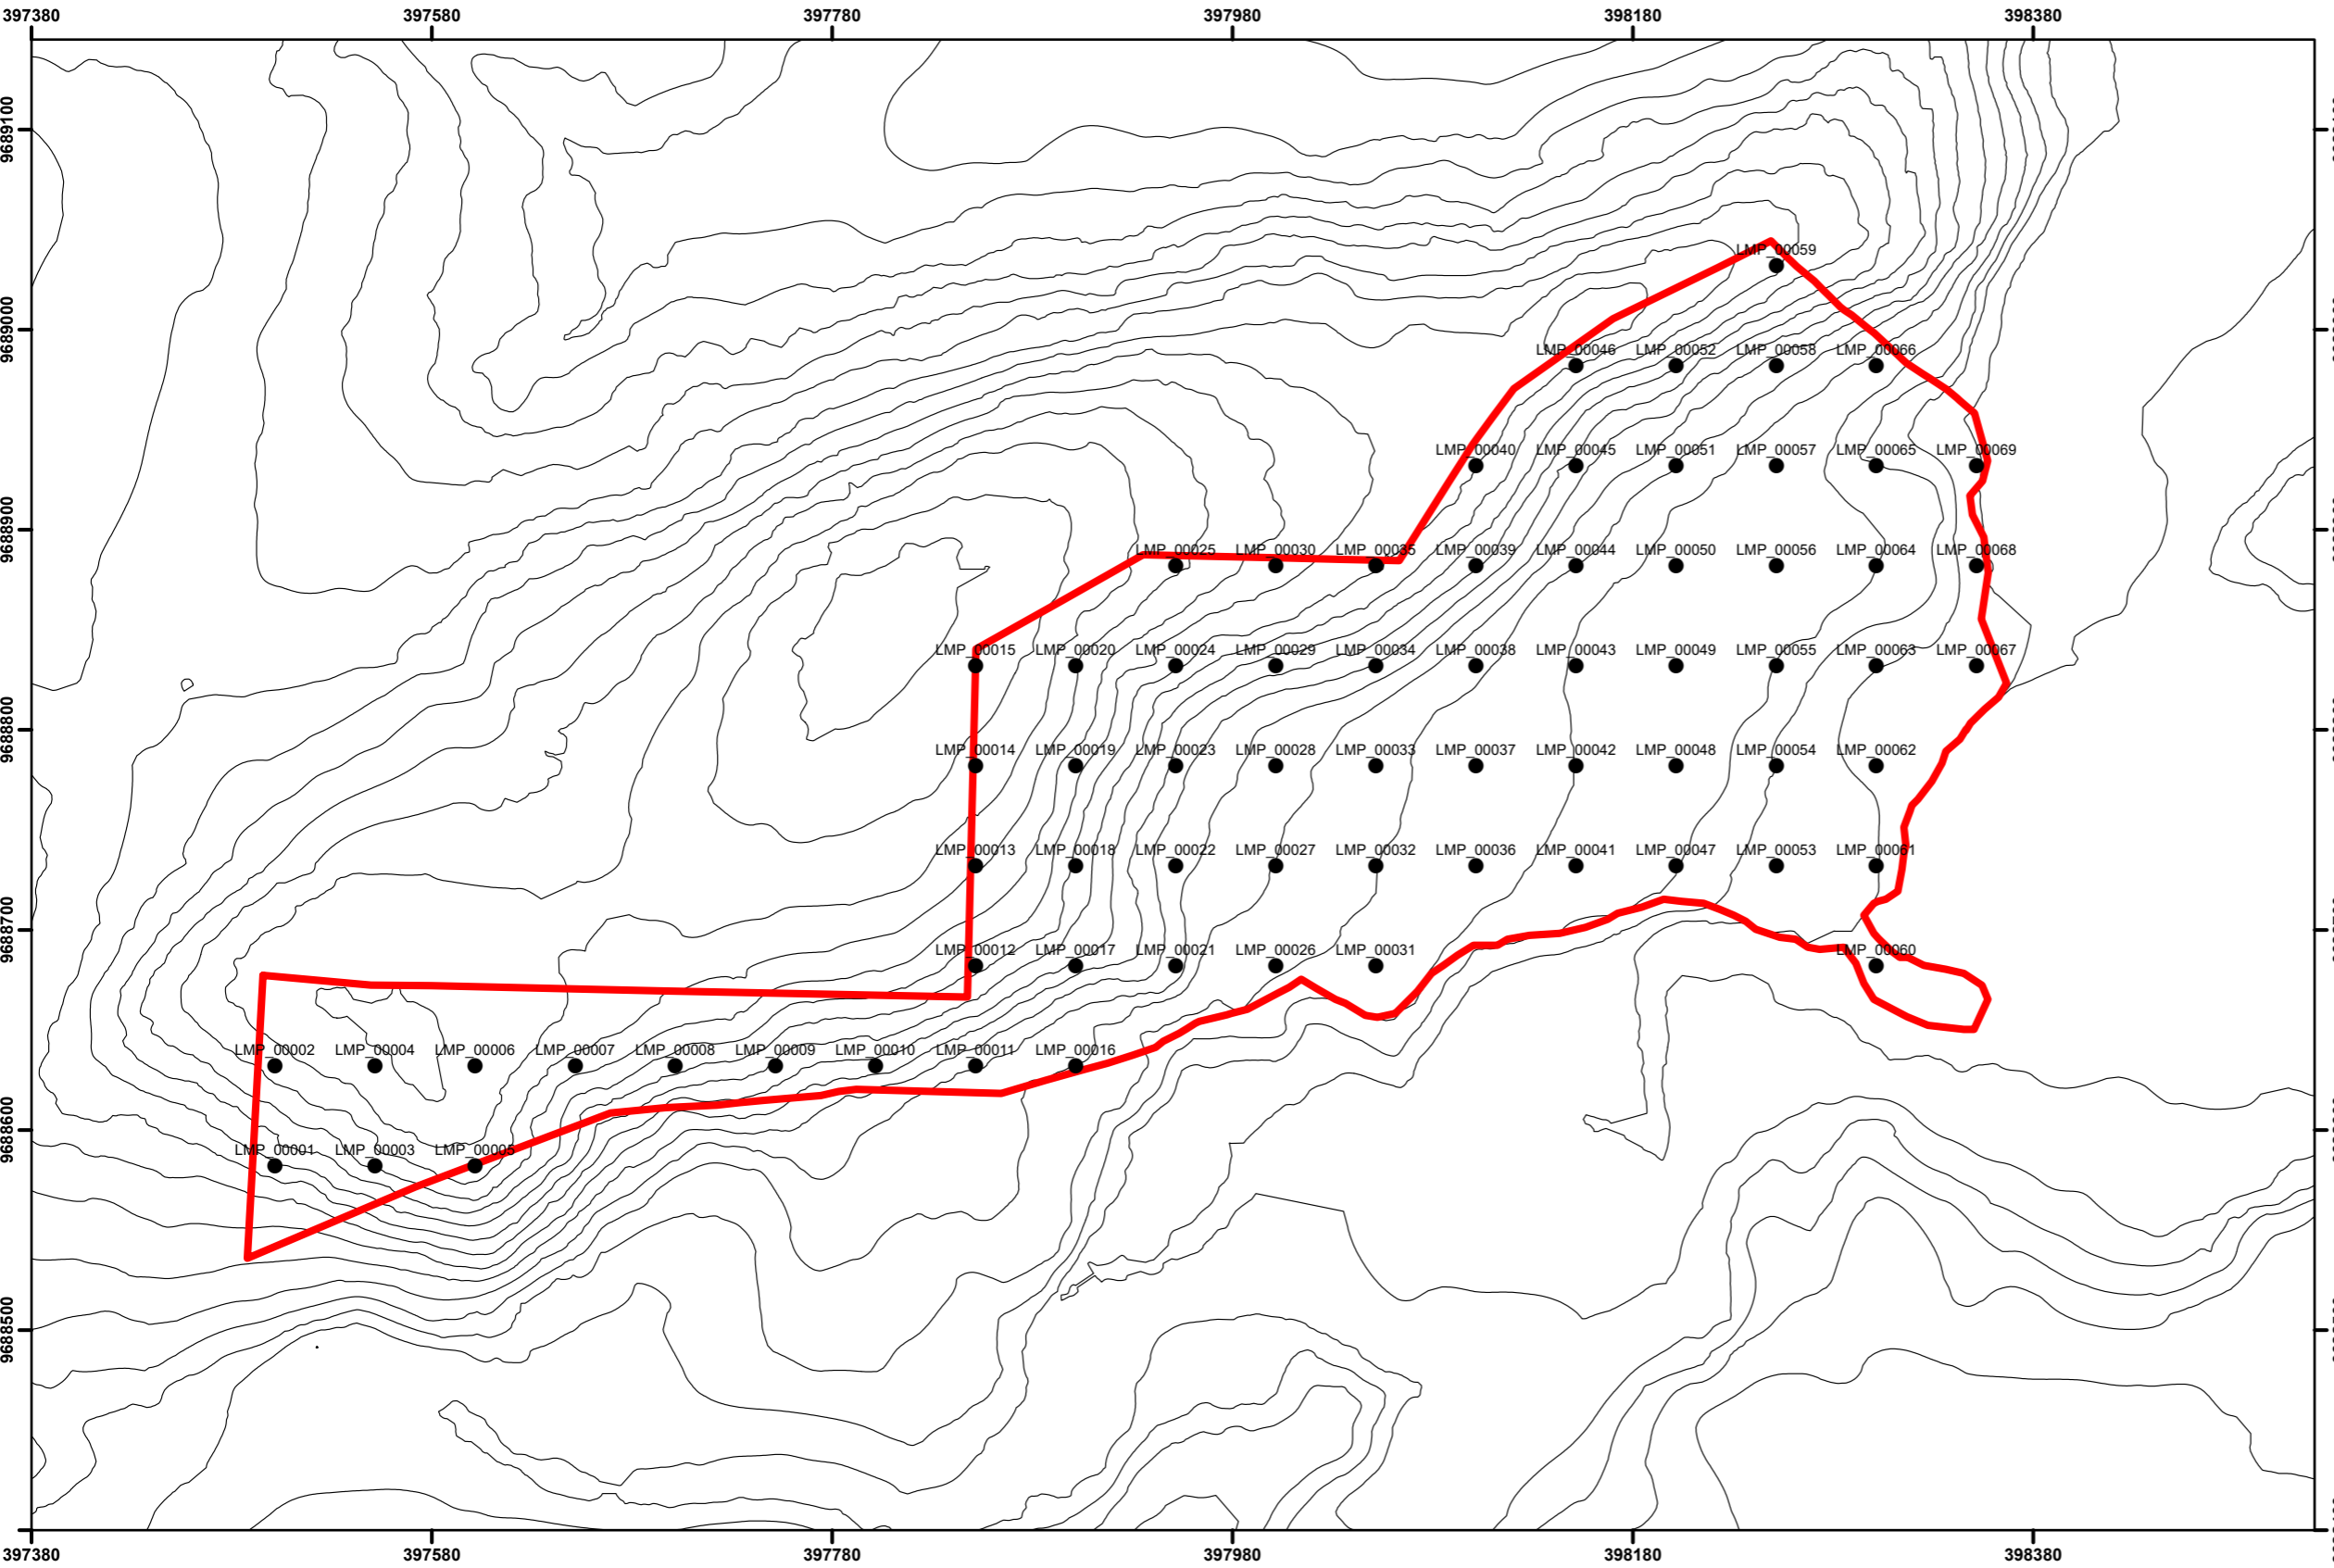 397380 397580 397780 397980 398180 398380
9689100
LMP_00059
9689000
LMP_00046 LMP_00052 LMP_00058 LMP_00066
LMP_00040 LMP_00045 LMP_00051 LMP_00057 LMP_00065 LMP_00069
9688900
LMP_00025 LMP_00030 LMP_00035 LMP_00039 LMP_00044 LMP_00050 LMP_00056 LMP_00064 LMP_00068
LMP_00015 LMP_00020 LMP_00024 LMP_00029 LMP_00034 LMP_00038 LMP_00043 LMP_00049 LMP_00055 LMP_00063 LMP_00067
9688800
LMP_00014 LMP_00019 LMP_00023 LMP_00028 LMP_00033 LMP_00037 LMP_00042 LMP_00048 LMP_00054 LMP_00062
LMP_00013 LMP_00018 LMP_00022 LMP_00027 LMP_00032 LMP_00036 LMP_00041 LMP_00047 LMP_00053 LMP_00061
9688700
LMP_00012 LMP_00017 LMP_00021 LMP_00026 LMP_00031 LMP_00060
LMP_00002 LMP_00004 LMP_00006 LMP_00007 LMP_00008 LMP_00009 LMP_00010 LMP_00011 LMP_00016
9688600
LMP_00001 LMP_00003 LMP_00005
9688500
397380 397580 397780 397980 398180 398380